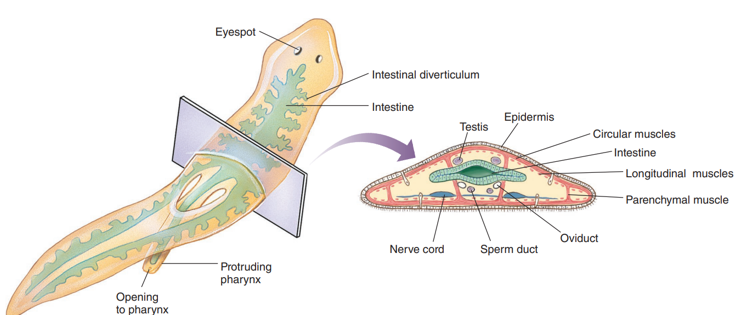 Eyespot
Intestinal diverticulum
Intestine
Protruding
pharynx
Opening
to pharynx
Testis
Epidermis
Circular muscles
Intestine
Longitudinal muscles
Parenchymal muscle
Oviduct
Sperm duct
Nerve cord